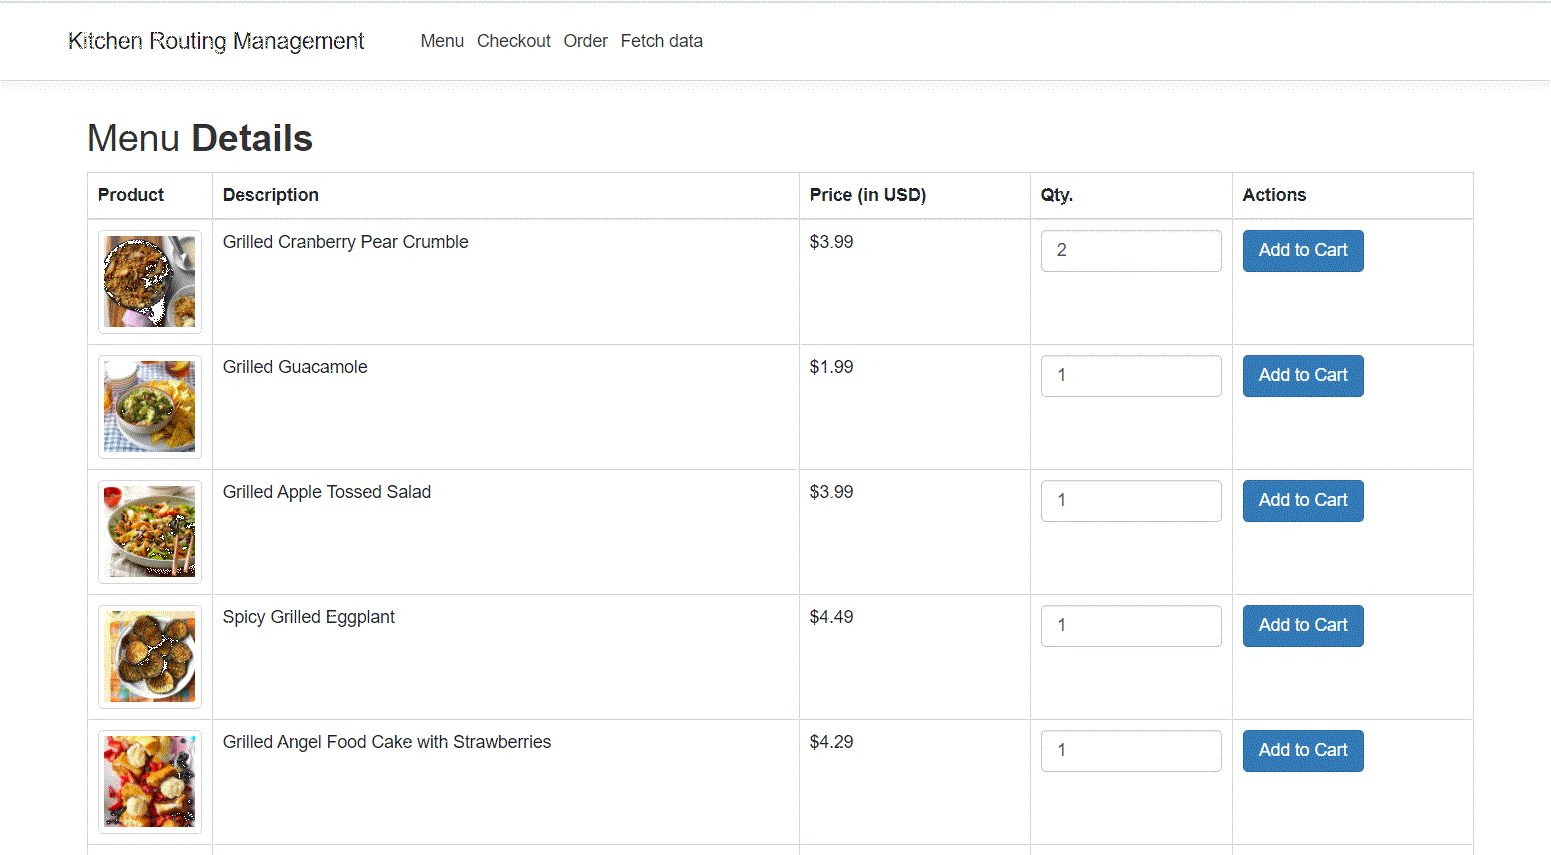 Kitchen Routing Management Menu Checkout Order Fetch data
Menu Details
Product Description Price (in USD) Qty. Actions
Grilled Cranberry Pear Crumble $3.99 2 Add to Cart
Grilled Guacamole $1.99 1 Add to Cart
Grilled Apple Tossed Salad $3.99 1 Add to Cart
Spicy Grilled Eggplant $4.49 1 Add to Cart
Grilled Angel Food Cake with Strawberries $4.29 1 Add to Cart